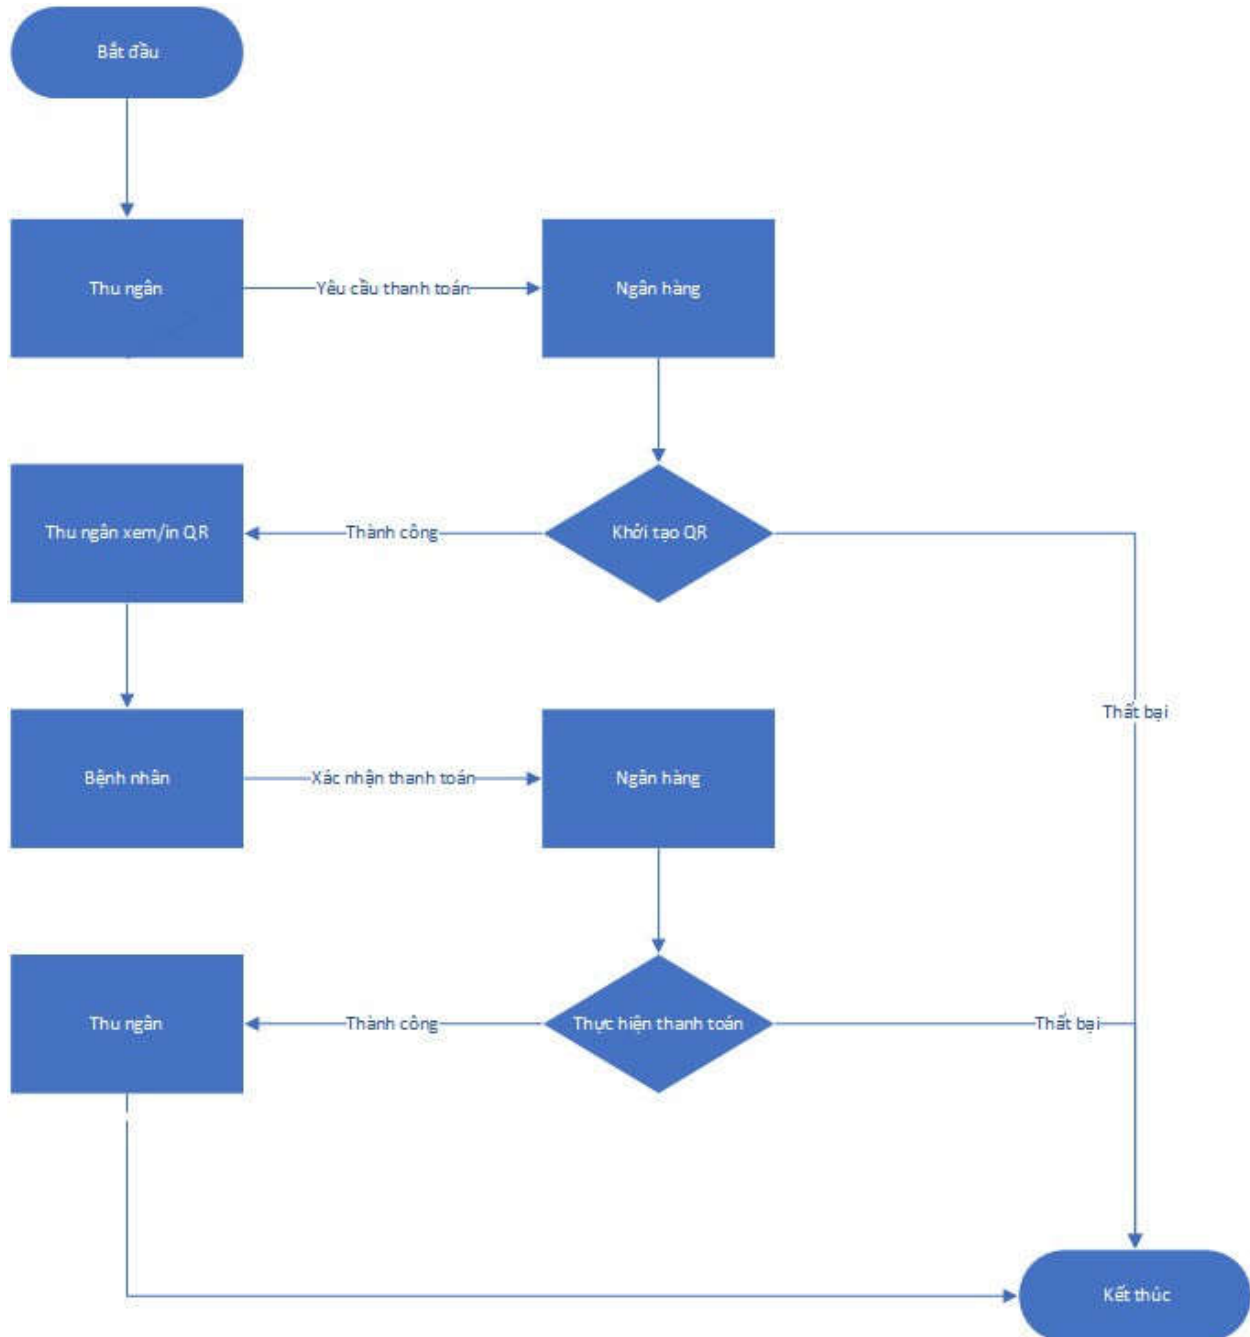 Bắt đầu
Thu ngân
Yêu cầu thanh toán
Ngân hàng
Thu ngân xem/in QR
Thành công
Khởi tạo QR
Thất bại
Bệnh nhân
Xác nhận thanh toán
Ngân hàng
Thu ngân
Thành công
Thực hiện thanh toán
Thất bại
Kết thúc